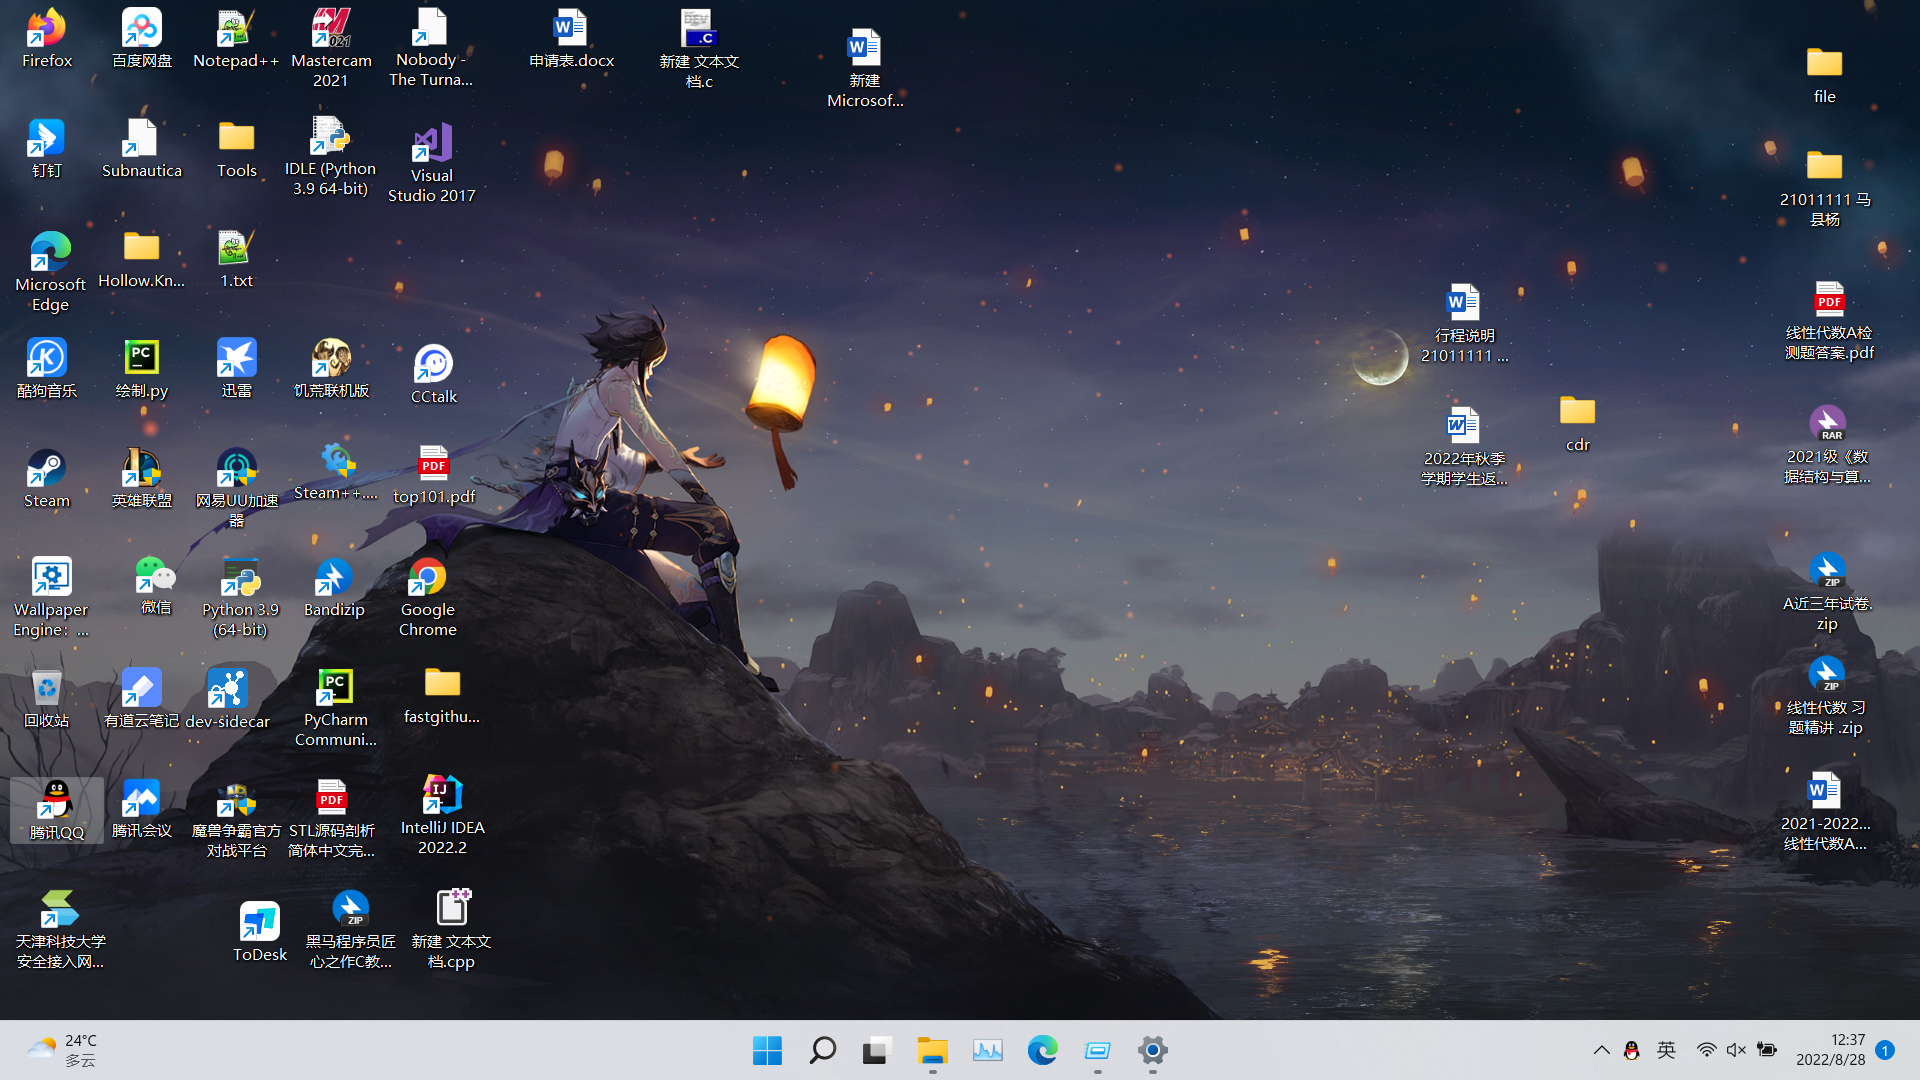 Firefox
百度网盘
Notepad++
Mastercam
2021
Nobody -
The Turna...
申请表.docx
新建 文本文
档.c
新建
Microsof...
file
钉钉
Subnautica
Tools
IDLE (Python
3.9 64-bit)
Visual
Studio 2017
21011111 马
县杨
Microsoft
Edge
Hollow.Kn...
1.txt
行程说明
21011111 ...
线性代数A检
测题答案.pdf
酷狗音乐
绘制.py
迅雷
饥荒联机版
CCtalk
2022年秋季
学期学生返...
cdr
2021级《数
据结构与算...
Steam
英雄联盟
网易UU加速
器
Steam++....
top101.pdf
Wallpaper
Engine：...
微信
Python 3.9
(64-bit)
Bandizip
Google
Chrome
A近三年试卷.
zip
回收站
有道云笔记
dev-sidecar
PyCharm
Communi...
fastgithu...
线性代数 习
题精讲 .zip
腾讯QQ
腾讯会议
魔兽争霸官方
对战平台
STL源码剖析
简体中文完...
IntelliJ IDEA
2022.2
2021-2022...
线性代数A...
天津科技大学
安全接入网...
ToDesk
黑马程序员匠
心之作C教...
新建 文本文
档.cpp
24°C
多云
英
12:37
2022/8/28
1